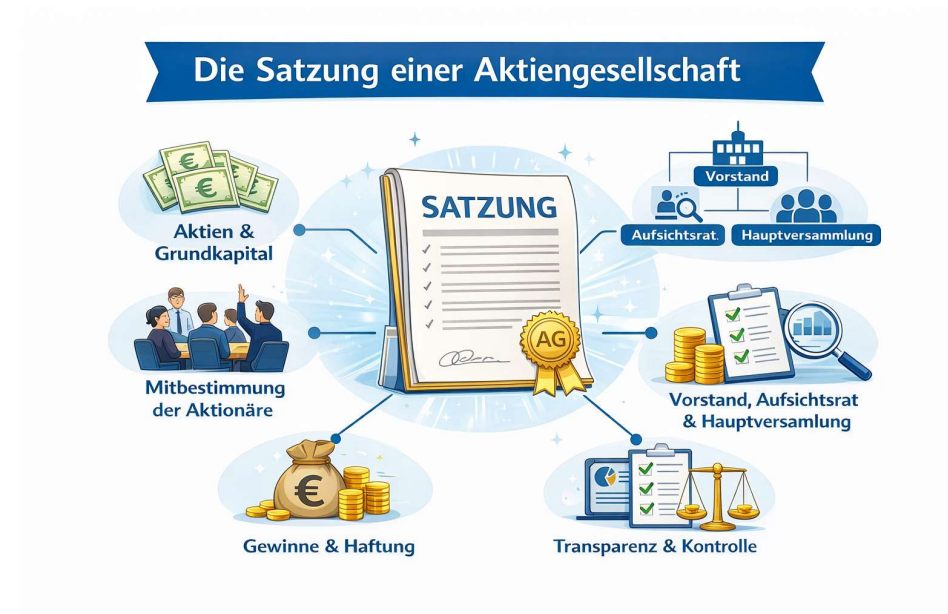 Die Satzung einer Aktiengesellschaft
Aktien &
Grundkapital
Mitbestimmung
der Aktionäre
Gewinne & Haftung
SATZUNG
AG
Vorstand
Aufsichtsrat.
Hauptversammlung
Vorstand, Aufsichtsrat
& Hauptversamlung
Transparenz & Kontrolle